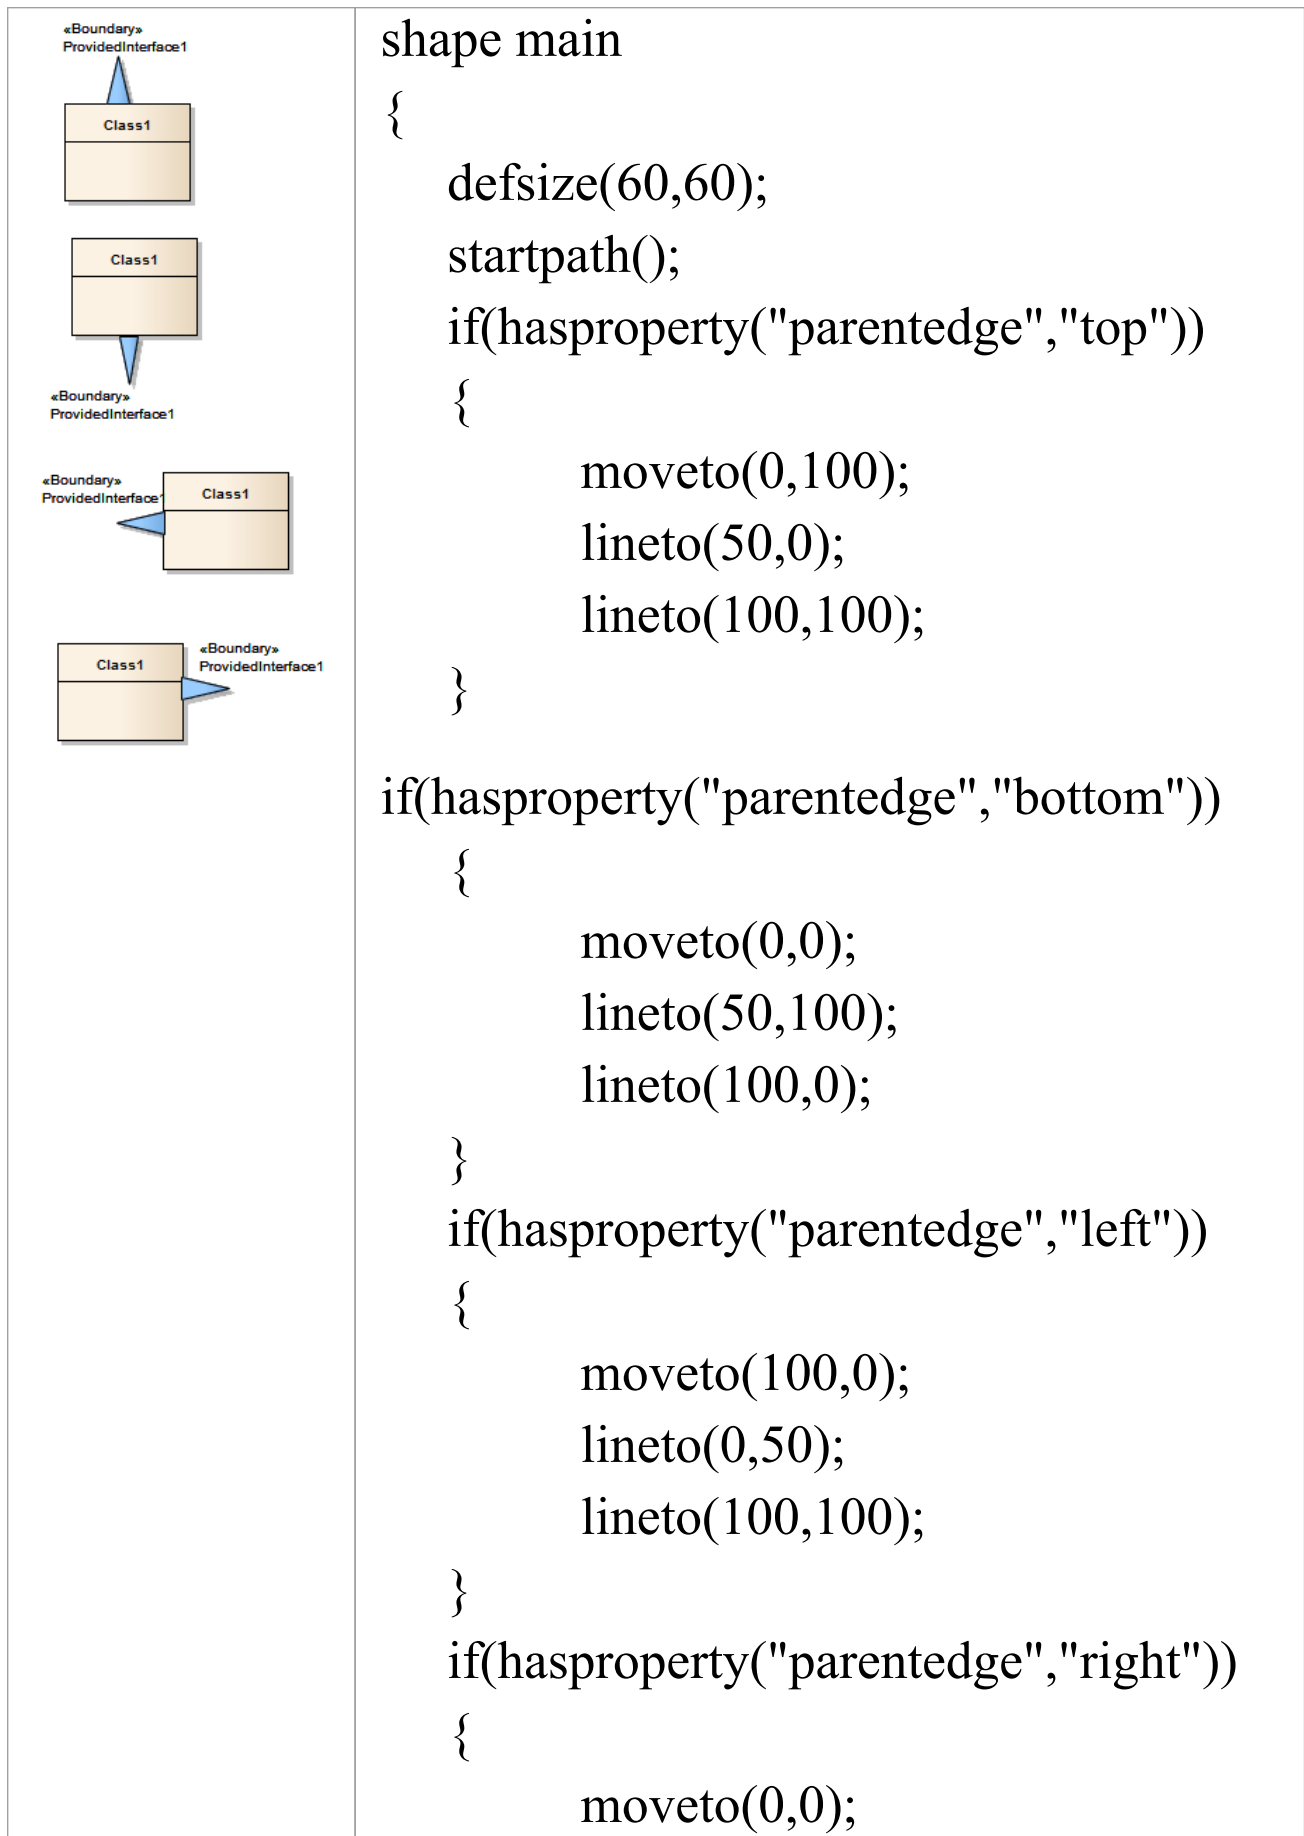 «Boundary»
ProvidedInterface1
Class1
Class1
«Boundary»
ProvidedInterface1
«Boundary»
ProvidedInterface1
Class1
Class1
«Boundary»
ProvidedInterface1
shape main
{
defsize(60,60);
startpath();
if(hasproperty("parentedge","top"))
{
moveto(0,100);
lineto(50,0);
lineto(100,100);
}
if(hasproperty("parentedge","bottom"))
{
moveto(0,0);
lineto(50,100);
lineto(100,0);
}
if(hasproperty("parentedge","left"))
{
moveto(100,0);
lineto(0,50);
lineto(100,100);
}
if(hasproperty("parentedge","right"))
{
moveto(0,0);